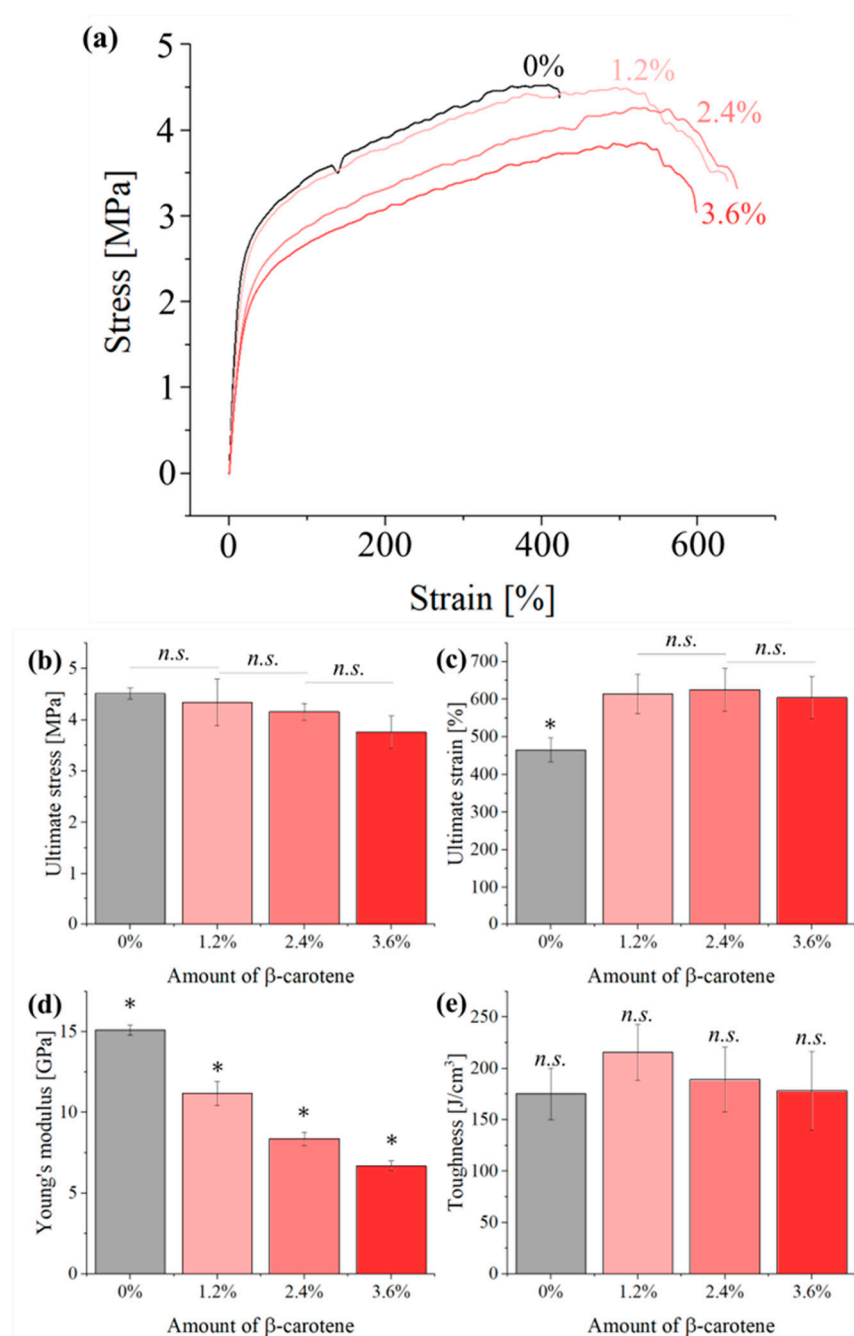 (a)
5
4
3
2
1
0
Stress [MPa]
0%
1.2%
2.4%
3.6%
0 200 400 600
Strain [%]
(b)
n.s. n.s. n.s.
5
4
3
2
1
0
Ultimate stress [MPa]
0% 1.2% 2.4% 3.6%
Amount of β-carotene
(c)
n.s. n.s.
*
700
600
500
400
300
200
100
0
Ultimate strain [%]
0% 1.2% 2.4% 3.6%
Amount of β-carotene
(d)
* * * *
15
10
5
0
Young's modulus [GPa]
0% 1.2% 2.4% 3.6%
Amount of β-carotene
(e)
n.s. n.s. n.s. n.s.
250
200
150
100
50
0
Toughness [J/cm³]
0% 1.2% 2.4% 3.6%
Amount of β-carotene